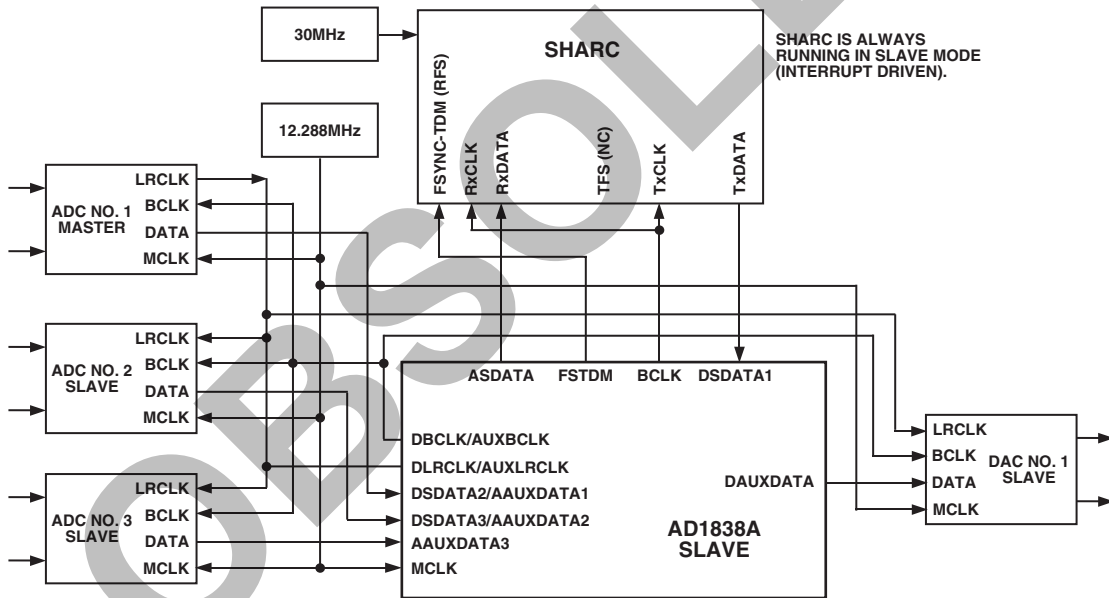 30MHz
SHARC
SHARC IS ALWAYS
RUNNING IN SLAVE MODE
(INTERRUPT DRIVEN).
12.288MHz
FSYNC-TDM (RFS)
RxCLK
RxDATA
TFS (NC)
TxCLK
TxDATA
ADC NO. 1
MASTER
LRCLK
BCLK
DATA
MCLK
ADC NO. 2
SLAVE
LRCLK
BCLK
DATA
MCLK
ADC NO. 3
SLAVE
LRCLK
BCLK
DATA
MCLK
ASDATA
FSTDM
BCLK
DSDATA1
DBCLK/AUXBCLK
DLRCLK/AUXLRCLK
DSDATA2/AAUXDATA1
DSDATA3/AAUXDATA2
AAUXDATA3
MCLK
DAUXDATA
AD1838A
SLAVE
LRCLK
BCLK
DATA
MCLK
DAC NO. 1
SLAVE
OBSOLE